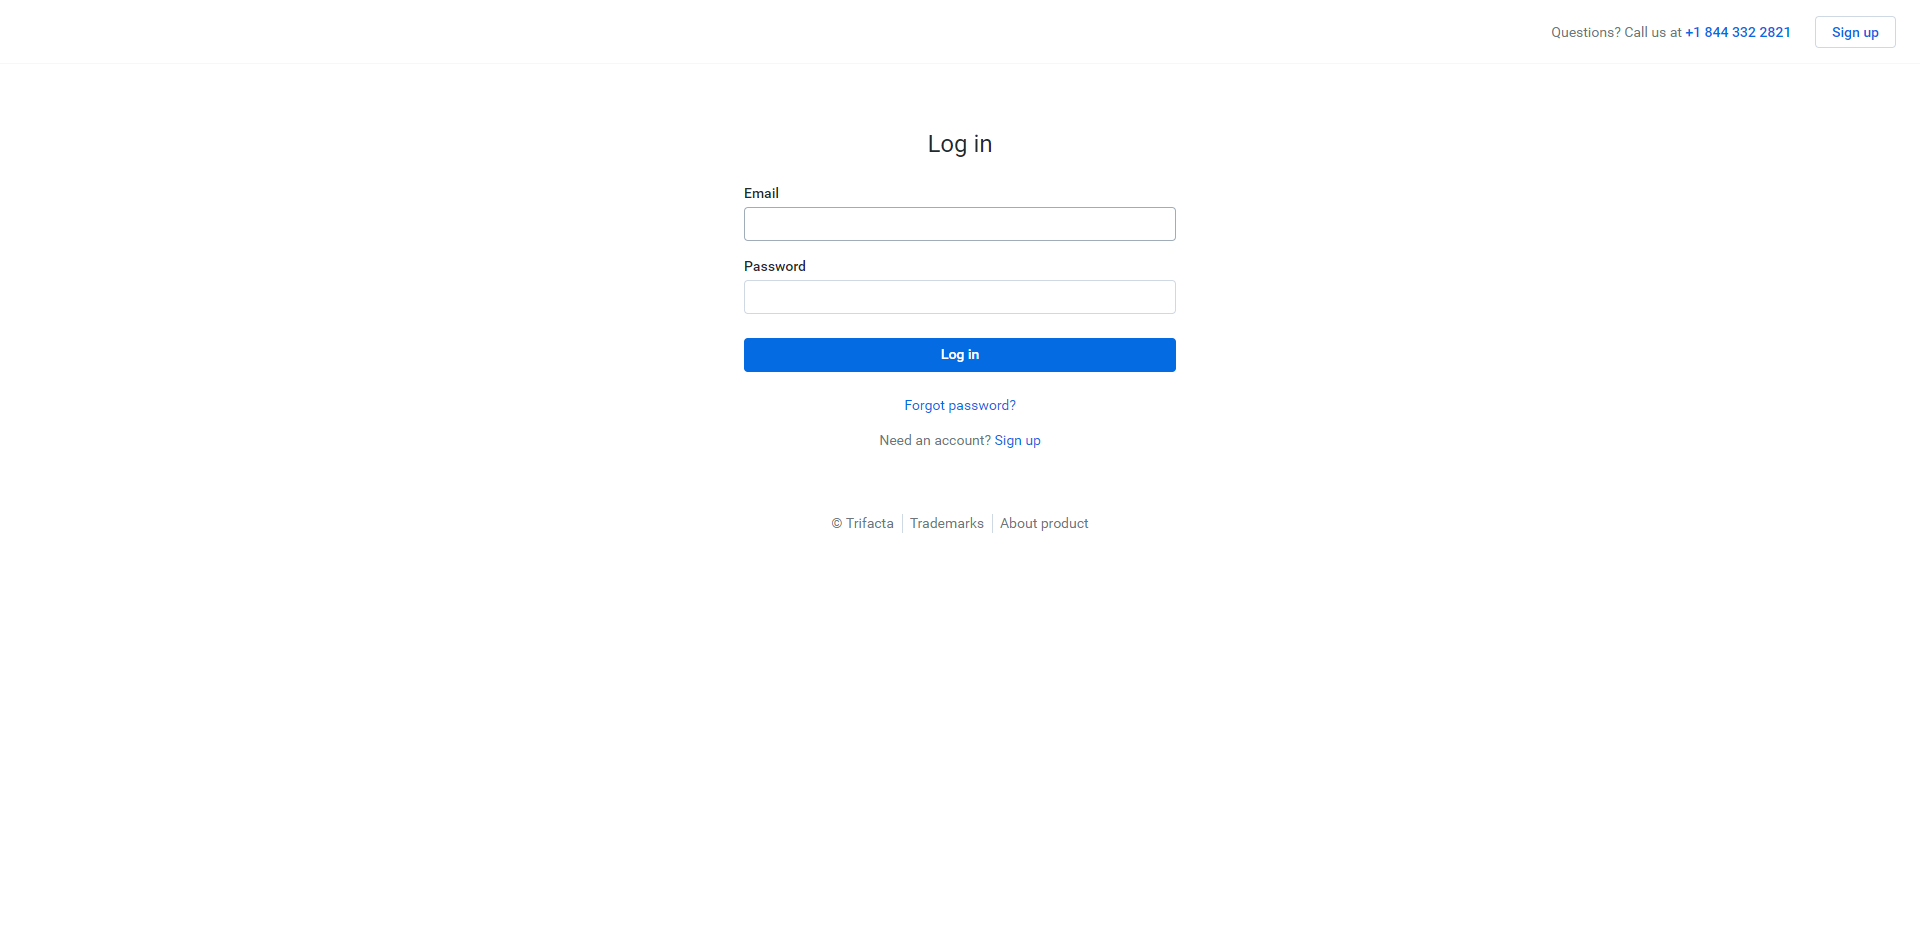 Questions? Call us at +1 844 332 2821 Sign up
Log in
Email
Password
Log in
Forgot password?
Need an account? Sign up
© Trifacta Trademarks About product